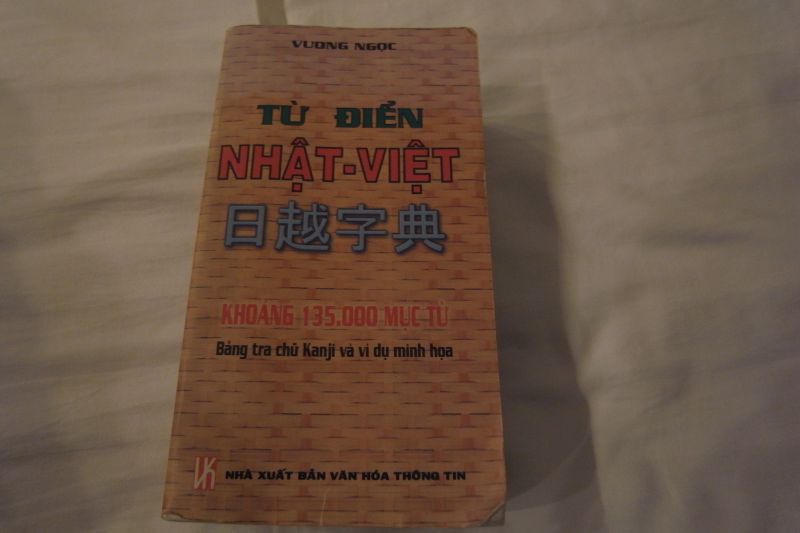 VƯƠNG NGỌC
TỪ ĐIỂN
NHẬT-VIỆT
日越字典
KHOẢNG 135.000 MỤC TỪ
Bảng tra chữ Kanji và ví dụ minh họa
NHÀ XUẤT BẢN VĂN HÓA THÔNG TIN